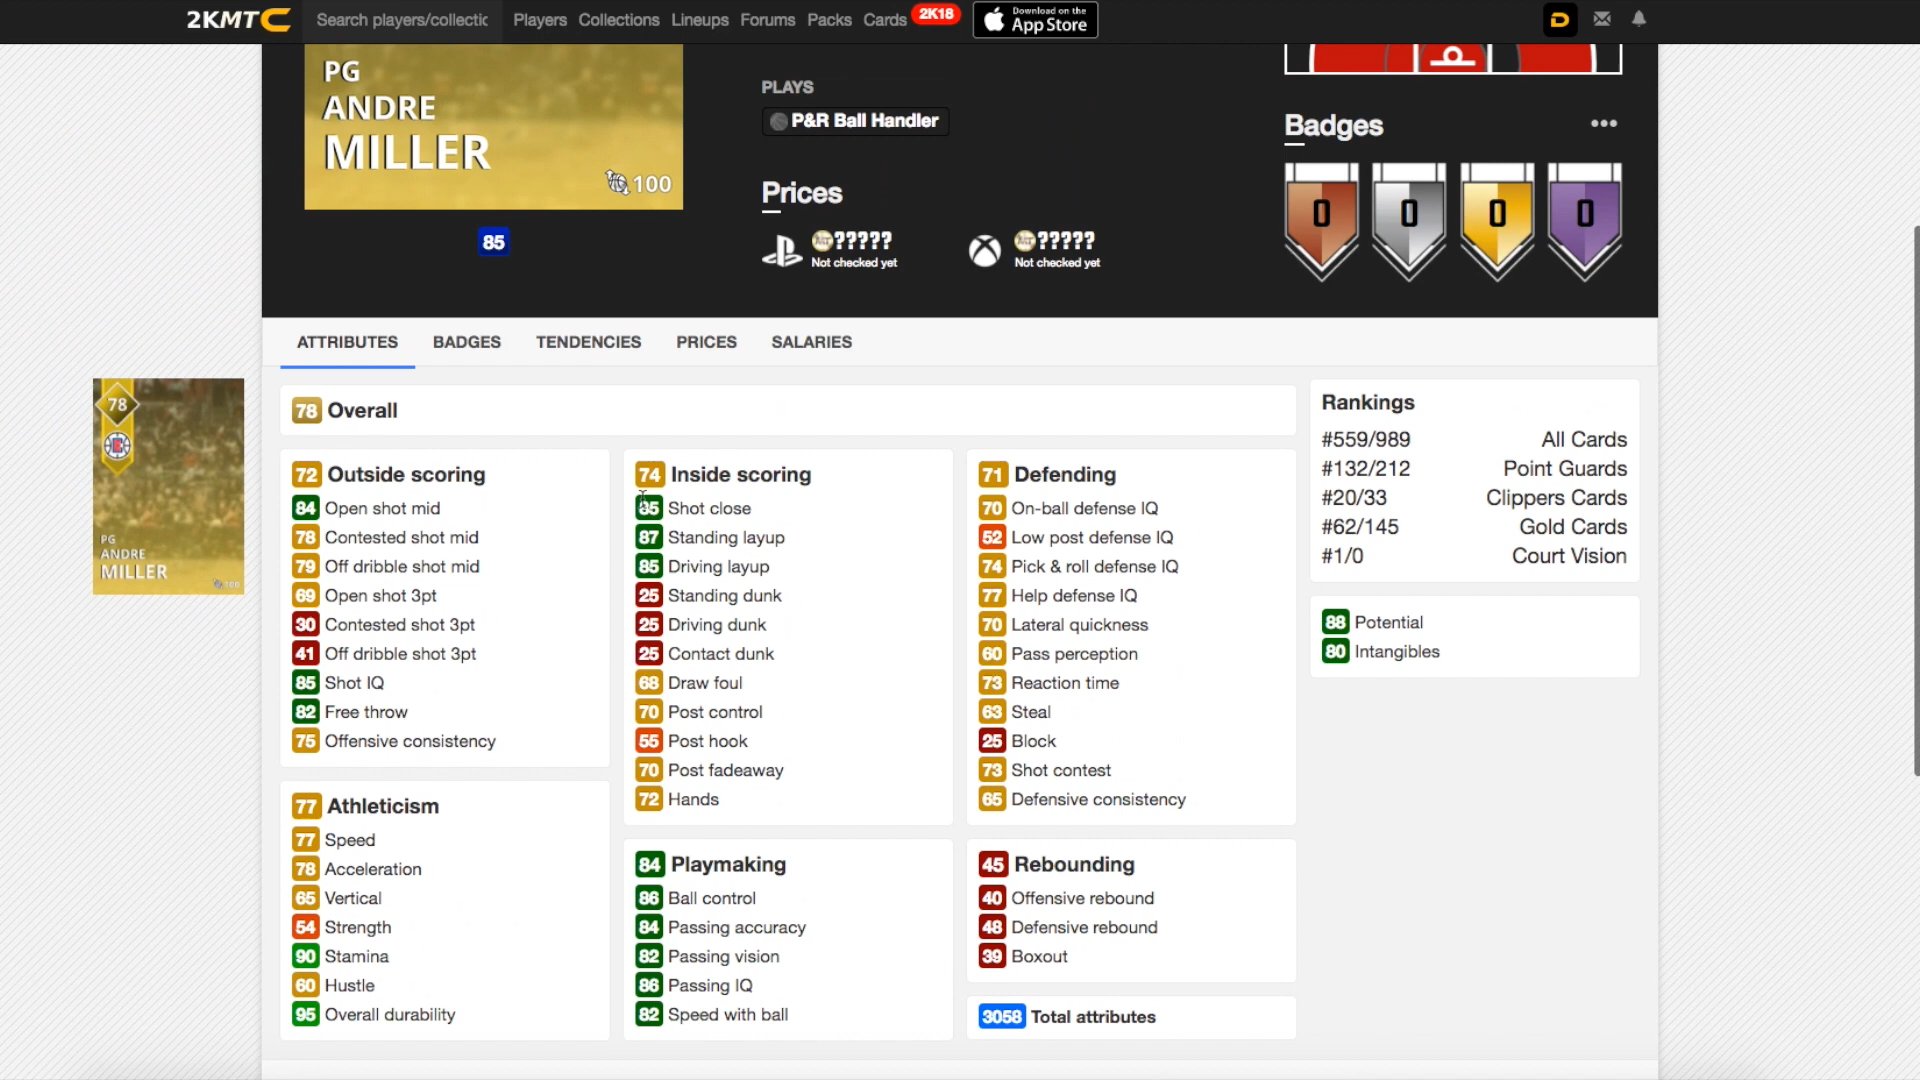 2KMTC
Search players/collectic
Players Collections Lineups Forums Packs Cards 2K18
Download on the
App Store
PG
ANDRE
MILLER
100
85
PLAYS
P&R Ball Handler
Prices
MT ?????
Not checked yet
MT ?????
Not checked yet
Badges
0 0 0 0
ATTRIBUTES BADGES TENDENCIES PRICES SALARIES
78
PG
ANDRE
MILLER
100
78 Overall
72 Outside scoring
84 Open shot mid
78 Contested shot mid
79 Off dribble shot mid
69 Open shot 3pt
30 Contested shot 3pt
41 Off dribble shot 3pt
85 Shot IQ
82 Free throw
75 Offensive consistency
77 Athleticism
77 Speed
78 Acceleration
65 Vertical
54 Strength
90 Stamina
60 Hustle
95 Overall durability
74 Inside scoring
85 Shot close
87 Standing layup
85 Driving layup
25 Standing dunk
25 Driving dunk
25 Contact dunk
68 Draw foul
70 Post control
55 Post hook
70 Post fadeaway
72 Hands
84 Playmaking
86 Ball control
84 Passing accuracy
82 Passing vision
86 Passing IQ
82 Speed with ball
71 Defending
70 On-ball defense IQ
52 Low post defense IQ
74 Pick & roll defense IQ
77 Help defense IQ
70 Lateral quickness
60 Pass perception
73 Reaction time
63 Steal
25 Block
73 Shot contest
65 Defensive consistency
45 Rebounding
40 Offensive rebound
48 Defensive rebound
39 Boxout
3058 Total attributes
Rankings
#559/989 All Cards
#132/212 Point Guards
#20/33 Clippers Cards
#62/145 Gold Cards
#1/0 Court Vision
88 Potential
80 Intangibles